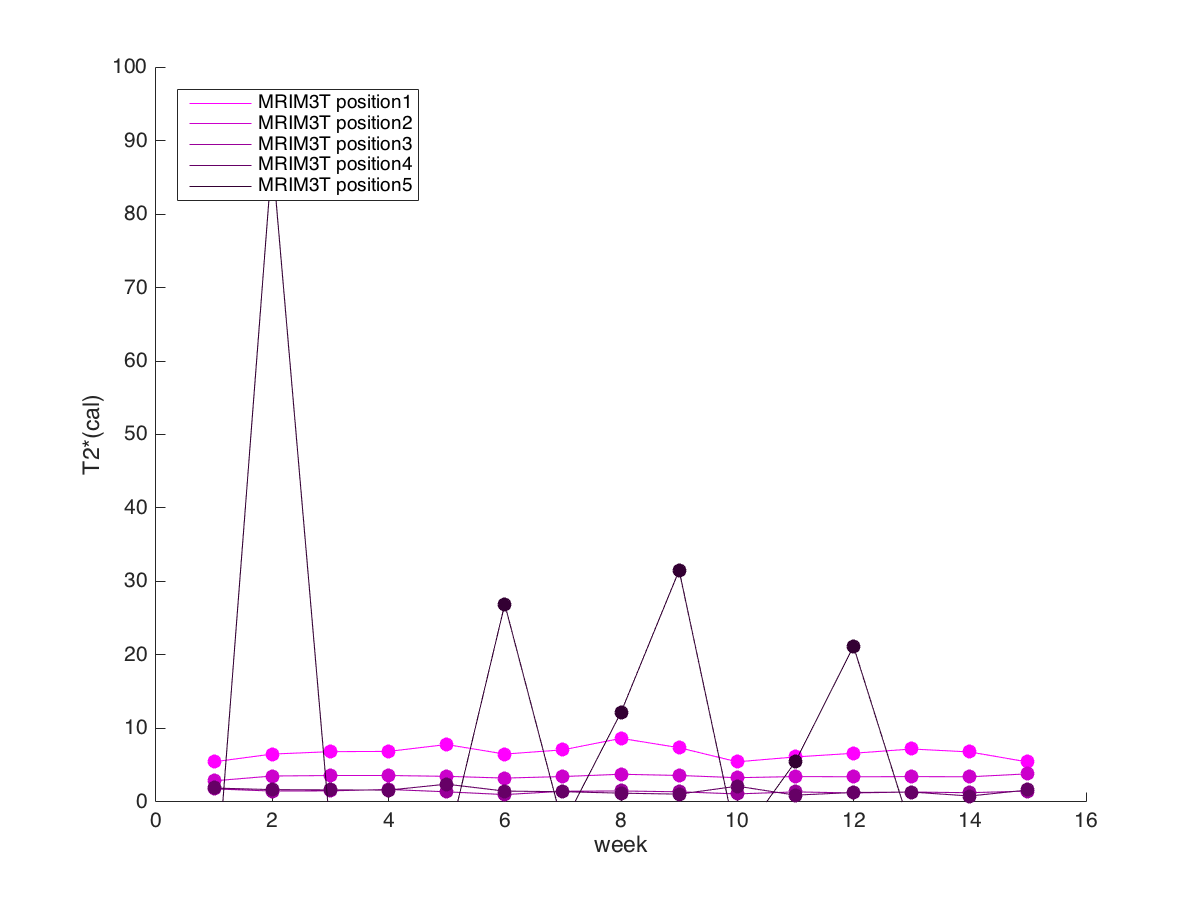 100
90
80
70
60
50
40
30
20
10
0
T2*(cal)
MRIM3T position1
MRIM3T position2
MRIM3T position3
MRIM3T position4
MRIM3T position5
0 2 4 6 8 10 12 14 16
week